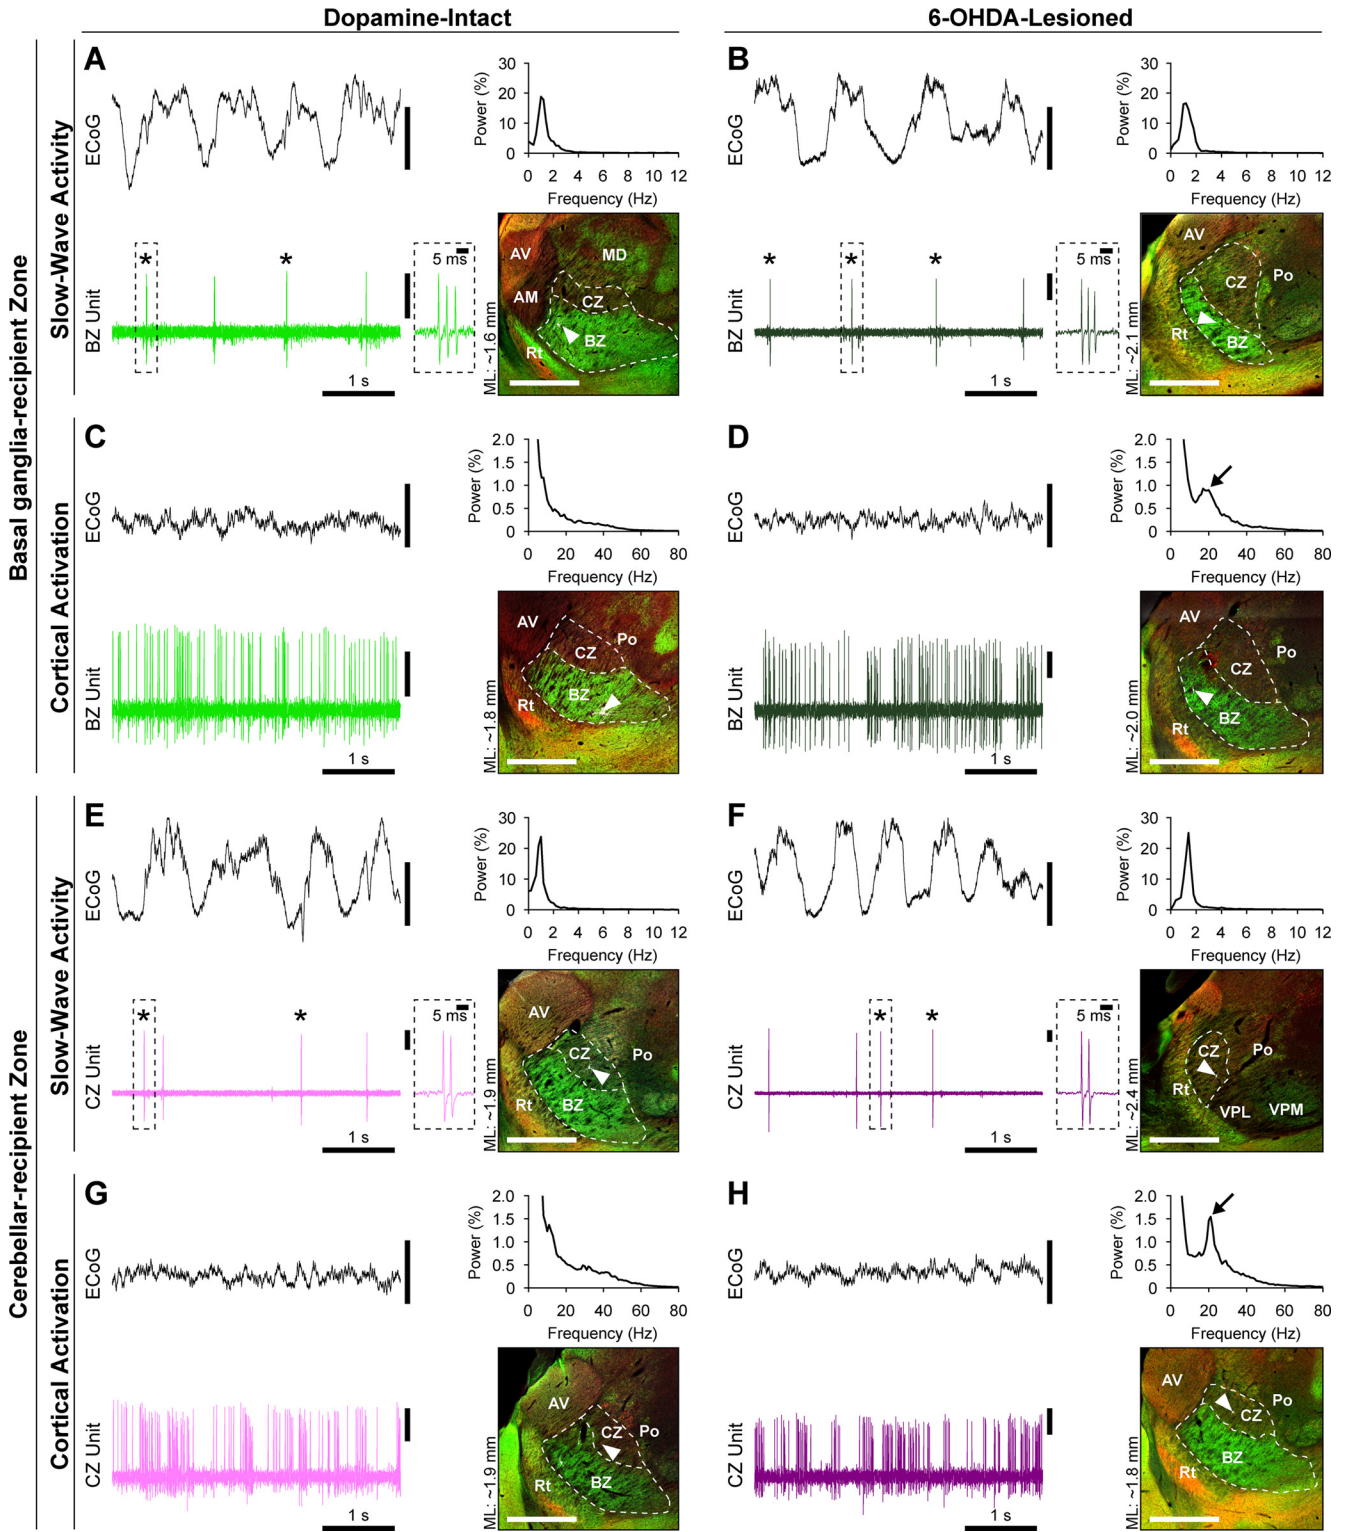 Dopamine-Intact
6-OHDA-Lesioned
Basal ganglia-recipient Zone
Slow-Wave Activity
A
ECoG
Power (%)
30
20
10
0
0 2 4 6 8 10 12
Frequency (Hz)
BZ Unit
*
*
5 ms
1 s
ML: ~1.6 mm
AV
MD
AM
CZ
BZ
Rt
B
ECoG
Power (%)
30
20
10
0
0 2 4 6 8 10 12
Frequency (Hz)
BZ Unit
*
*
*
5 ms
1 s
ML: ~2.1 mm
AV
CZ
Po
Rt
BZ
Cortical Activation
C
ECoG
Power (%)
2.0
1.5
1.0
0.5
0
0 20 40 60 80
Frequency (Hz)
BZ Unit
1 s
ML: ~1.8 mm
AV
Po
CZ
BZ
Rt
D
ECoG
Power (%)
2.0
1.5
1.0
0.5
0
0 20 40 60 80
Frequency (Hz)
BZ Unit
1 s
ML: ~2.0 mm
AV
Po
CZ
BZ
Rt
Cerebellar-recipient Zone
Slow-Wave Activity
E
ECoG
Power (%)
30
20
10
0
0 2 4 6 8 10 12
Frequency (Hz)
CZ Unit
*
*
5 ms
1 s
ML: ~1.9 mm
AV
CZ
Po
BZ
Rt
F
ECoG
Power (%)
30
20
10
0
0 2 4 6 8 10 12
Frequency (Hz)
CZ Unit
*
*
5 ms
1 s
ML: ~2.4 mm
CZ
Po
Rt
VPL
VPM
Cortical Activation
G
ECoG
Power (%)
2.0
1.5
1.0
0.5
0
0 20 40 60 80
Frequency (Hz)
CZ Unit
1 s
ML: ~1.9 mm
AV
CZ
Po
BZ
Rt
H
ECoG
Power (%)
2.0
1.5
1.0
0.5
0
0 20 40 60 80
Frequency (Hz)
CZ Unit
1 s
ML: ~1.8 mm
AV
Po
CZ
BZ
Rt